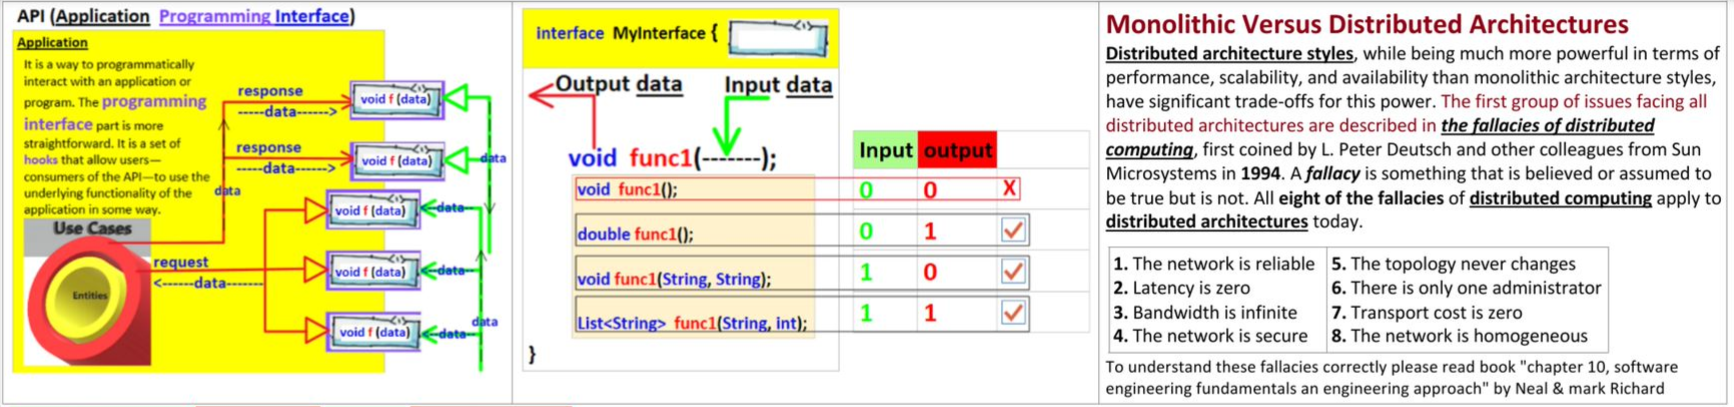 API (Application Programming Interface)
Application
It is a way to programmatically
interact with an application or
program. The programming
interface part is more
straightforward. It is a set of
hooks that allow users—
consumers of the API—to use the
underlying functionality of the
application in some way.
Use Cases
Entities
response
-----data----->
response
-----data----->
data
request
<------data------
void f (data)
void f (data)
data
void f (data)
<--data--
void f (data)
<--data--
void f (data)
<--data--
data
interface MyInterface {
Output data
Input data
void func1(-------);
void func1();
double func1();
void func1(String, String);
List<String> func1(String, int);
}
Input output
0 0 X
0 1
1 0
1 1
Monolithic Versus Distributed Architectures
Distributed architecture styles, while being much more powerful in terms of
performance, scalability, and availability than monolithic architecture styles,
have significant trade-offs for this power. The first group of issues facing all
distributed architectures are described in the fallacies of distributed
computing, first coined by L. Peter Deutsch and other colleagues from Sun
Microsystems in 1994. A fallacy is something that is believed or assumed to
be true but is not. All eight of the fallacies of distributed computing apply to
distributed architectures today.
1. The network is reliable
2. Latency is zero
3. Bandwidth is infinite
4. The network is secure
5. The topology never changes
6. There is only one administrator
7. Transport cost is zero
8. The network is homogeneous
To understand these fallacies correctly please read book "chapter 10, software
engineering fundamentals an engineering approach" by Neal & mark Richard